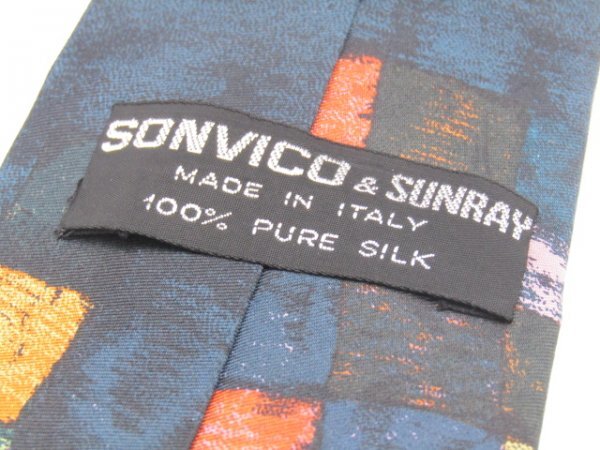 SONVICO & SUNRAY
MADE IN ITALY
100% PURE SILK